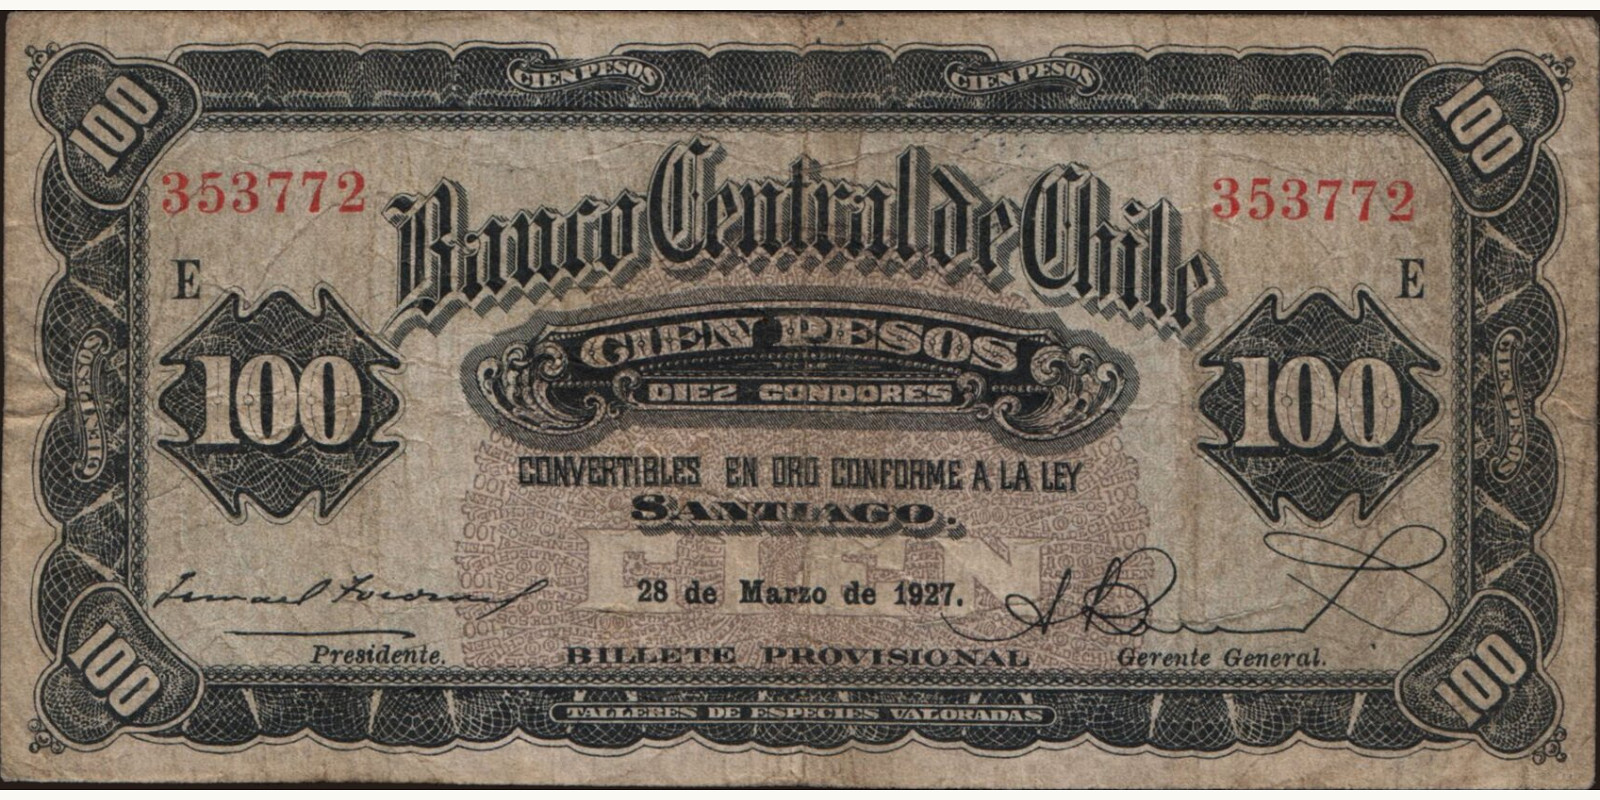 CIEN PESOS CIEN PESOS
100 100
353772 353772
Banco Central de Chile
E E
CIEN PESOS
100 100
DIEZ CONDORES
CIEN PESOS CIEN PESOS
CONVERTIBLES EN ORO CONFORME A LA LEY
SANTIAGO.
CIEN
28 de Marzo de 1927.
Presidente. BILLETE PROVISIONAL Gerente General.
100 100
TALLERES DE ESPECIES VALORADAS